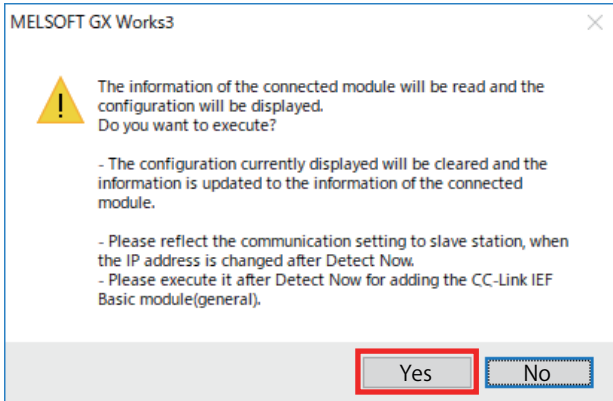 MELSOFT GX Works3
The information of the connected module will be read and the
configuration will be displayed.
Do you want to execute?
- The configuration currently displayed will be cleared and the
information is updated to the information of the connected
module.
- Please reflect the communication setting to slave station, when
the IP address is changed after Detect Now.
- Please execute it after Detect Now for adding the CC-Link IEF
Basic module(general).
Yes
No